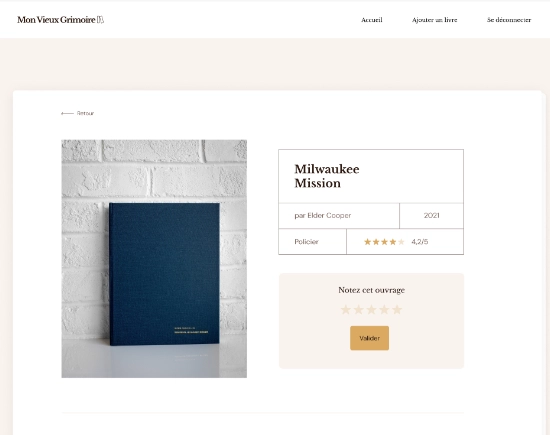 Mon Vieux Grimoire
Accueil
Ajouter un livre
Se déconnecter
Retour
Milwaukee
Mission
par Elder Cooper
2021
Policier
4,2/5
Notez cet ouvrage
Valider